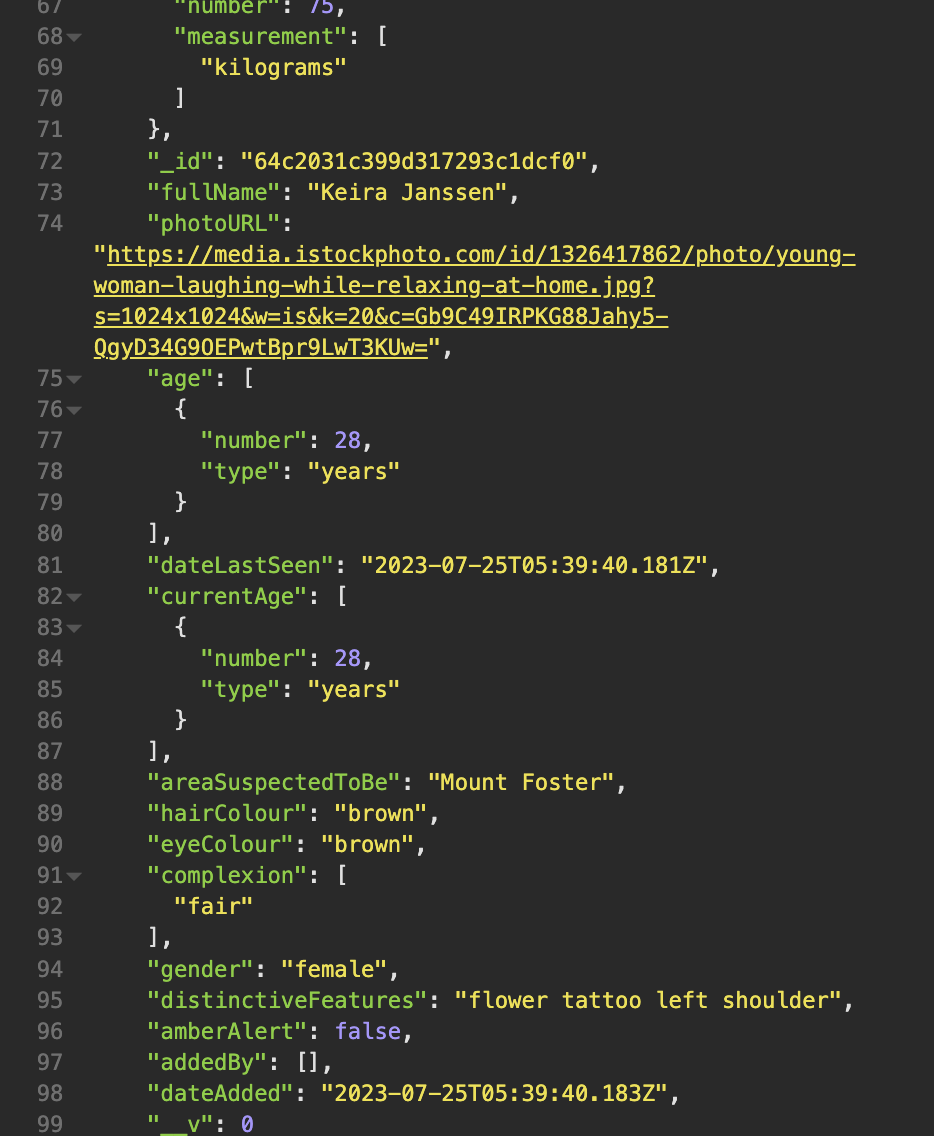 67 "number": 75,
68 "measurement": [
69 "kilograms"
70 ]
71 },
72 "_id": "64c2031c399d317293c1dcf0",
73 "fullName": "Keira Janssen",
74 "photoURL":
"https://media.istockphoto.com/id/1326417862/photo/young-
woman-laughing-while-relaxing-at-home.jpg?
s=1024x1024&w=is&k=20&c=Gb9C49IRPKG88Jahy5-
QgyD34G9OEPwtBpr9LwT3KUw=",
75 "age": [
76 {
77 "number": 28,
78 "type": "years"
79 }
80 ],
81 "dateLastSeen": "2023-07-25T05:39:40.181Z",
82 "currentAge": [
83 {
84 "number": 28,
85 "type": "years"
86 }
87 ],
88 "areaSuspectedToBe": "Mount Foster",
89 "hairColour": "brown",
90 "eyeColour": "brown",
91 "complexion": [
92 "fair"
93 ],
94 "gender": "female",
95 "distinctiveFeatures": "flower tattoo left shoulder",
96 "amberAlert": false,
97 "addedBy": [],
98 "dateAdded": "2023-07-25T05:39:40.183Z",
99 "__v": 0